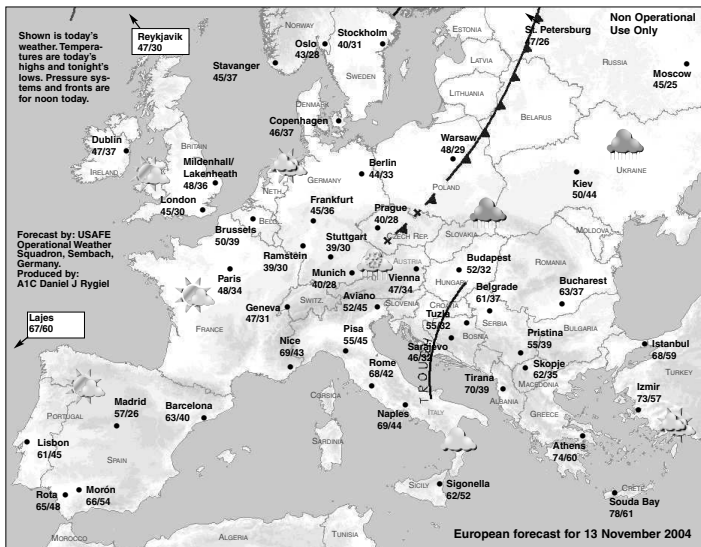 Shown is today's
weather. Tempera-
tures are today's
highs and tonight's
lows. Pressure sys-
tems and fronts are
for noon today.
Reykjavik
47/30
NORWAY
Oslo
43/28
Stockholm
40/31
SWEDEN
Stavanger
45/37
ESTONIA
St. Petersburg
37/26
Non Operational
Use Only
RUSSIA
Moscow
45/25
LATVIA
LITHUANIA
BELARUS
DENMARK
Copenhagen
46/37
Dublin
47/37
IRELAND
BRITAIN
Mildenhall/
Lakenheath
48/36
London
45/30
NETH.
GERMANY
Berlin
44/33
Warsaw
48/29
POLAND
Kiev
50/44
UKRAINE
Frankfurt
45/36
Prague
40/28
CZECH REP.
Brussels
50/39
BELG.
Stuttgart
39/30
Ramstein
39/30
SLOVAKIA
MOLDOVA
Forecast by: USAFE
Operational Weather
Squadron, Sembach,
Germany.
Produced by:
A1C Daniel J Rygiel
Paris
48/34
Munich
40/28
AUSTRIA
Vienna
47/34
Budapest
52/32
HUNGARY
ROMANIA
Lajes
67/60
FRANCE
Geneva
47/31
SWITZ.
Aviano
52/45
SLOVENIA
CROATIA
Belgrade
61/37
SERBIA
Bucharest
63/37
Tuzla
55/32
BOSNIA
BULGARIA
Nice
69/43
Pisa
55/45
Sarajevo
46/32
Pristina
55/39
Istanbul
68/59
TURKEY
Skopje
62/35
MACEDONIA
TROUGH
Rome
68/42
Tirana
70/39
ALBANIA
Izmir
73/57
PORTUGAL
Madrid
57/26
Barcelona
63/40
CORSICA
Naples
69/44
ITALY
GREECE
Lisbon
61/45
SPAIN
SARDINIA
Athens
74/60
Rota
65/48
Morón
66/54
SICILY
Sigonella
62/52
CRETE
Souda Bay
78/61
MOROCCO
ALGERIA
TUNISIA
European forecast for 13 November 2004